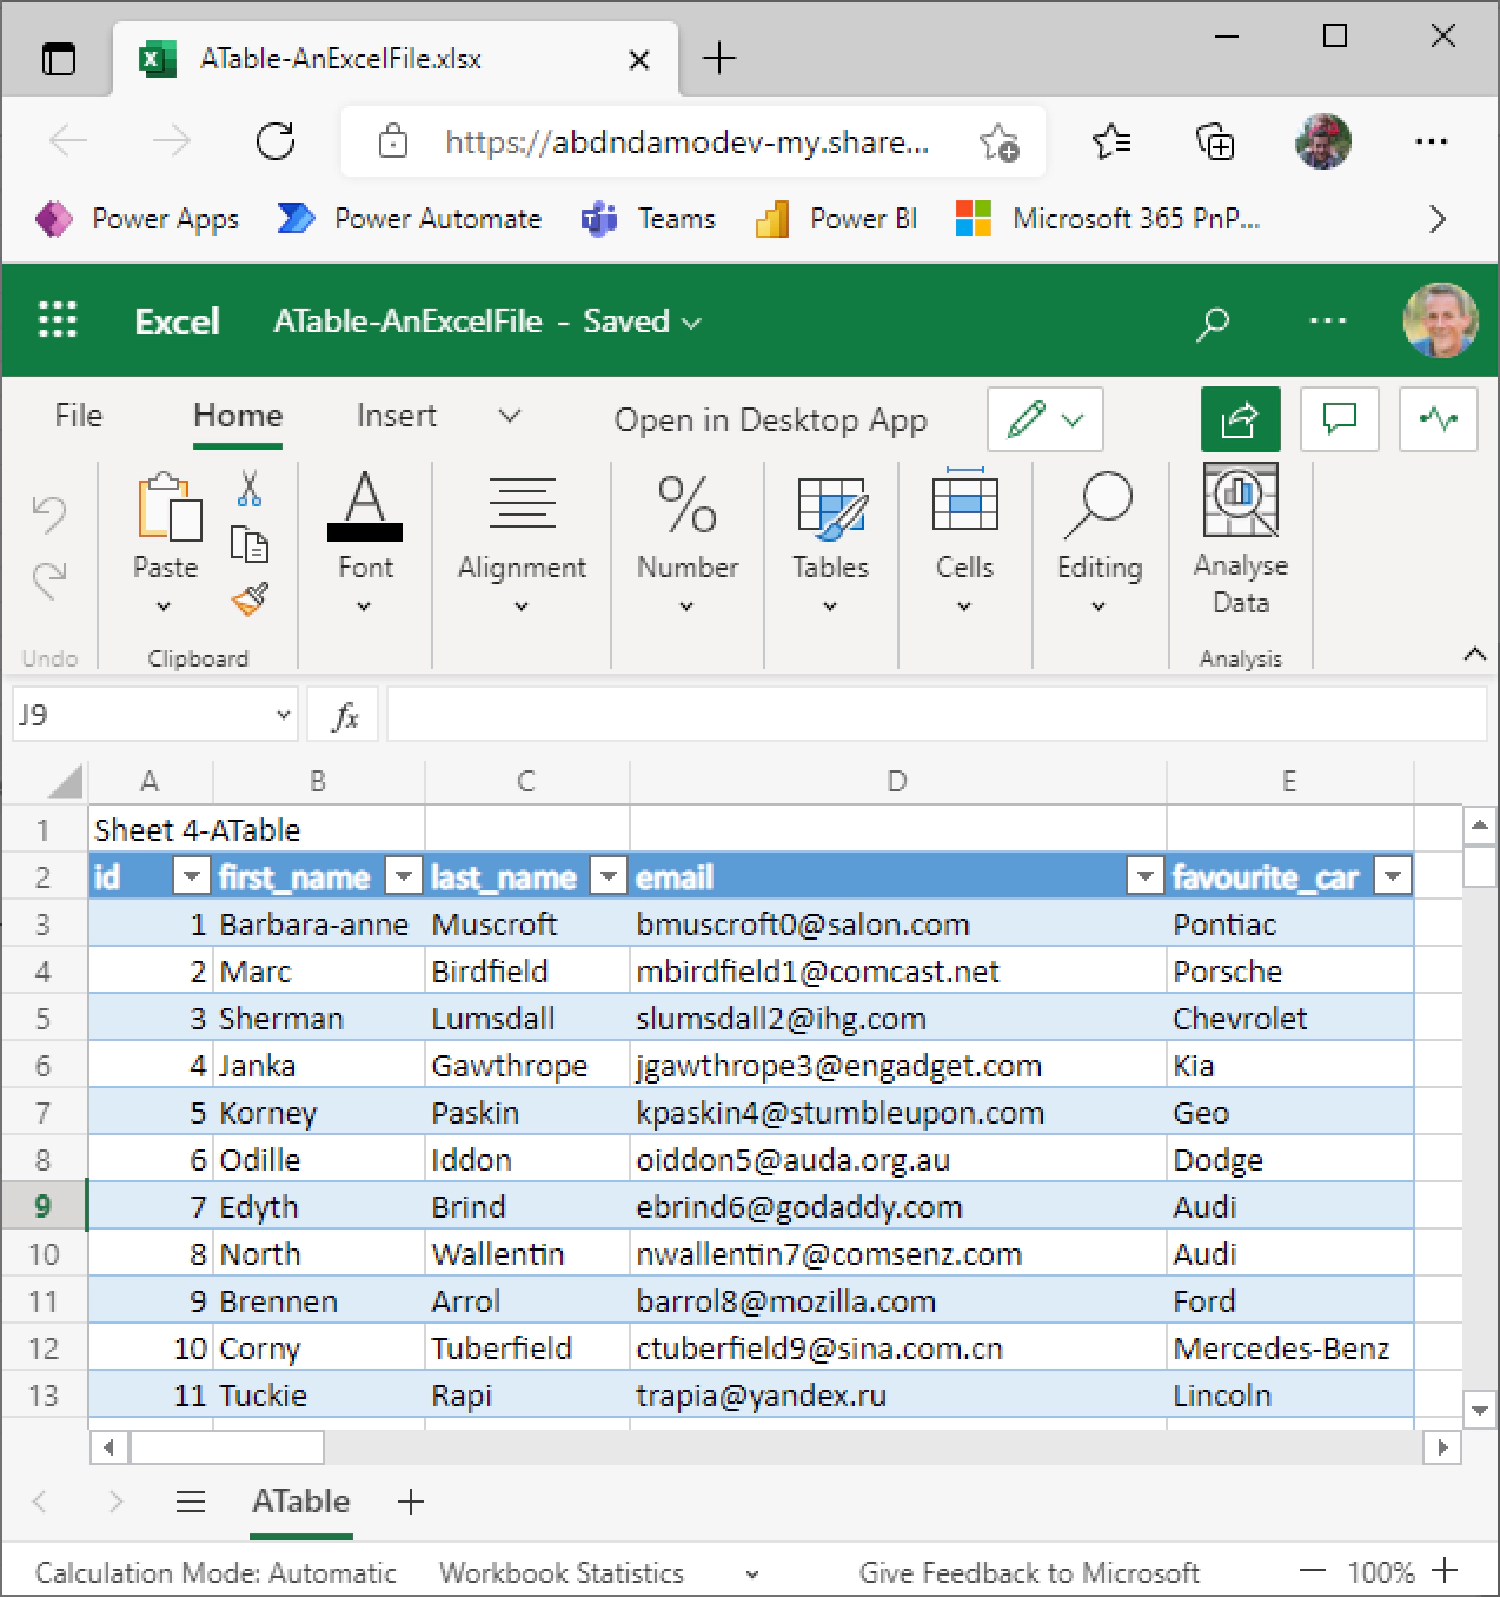 ATable-AnExcelFile.xlsx
https://abdndamodev-my.share...
Power Apps Power Automate Teams Power BI Microsoft 365 PnP...
Excel ATable-AnExcelFile - Saved
File Home Insert Open in Desktop App
Paste Font Alignment Number Tables Cells Editing Analyse Data
Undo Clipboard Analysis
J9 fx
A B C D E
1 Sheet 4-ATable
2 id first_name last_name email favourite_car
3 1 Barbara-anne Muscroft bmuscroft0@salon.com Pontiac
4 2 Marc Birdfield mbirdfield1@comcast.net Porsche
5 3 Sherman Lumsdall slumsdall2@ihg.com Chevrolet
6 4 Janka Gawthrope jgawthrope3@engadget.com Kia
7 5 Korney Paskin kpaskin4@stumbleupon.com Geo
8 6 Odille Iddon oiddon5@auda.org.au Dodge
9 7 Edyth Brind ebrind6@godaddy.com Audi
10 8 North Wallentin nwallentin7@comsenz.com Audi
11 9 Brennen Arrol barrol8@mozilla.com Ford
12 10 Corny Tuberfield ctuberfield9@sina.com.cn Mercedes-Benz
13 11 Tuckie Rapi trapia@yandex.ru Lincoln
ATable
Calculation Mode: Automatic Workbook Statistics Give Feedback to Microsoft 100%